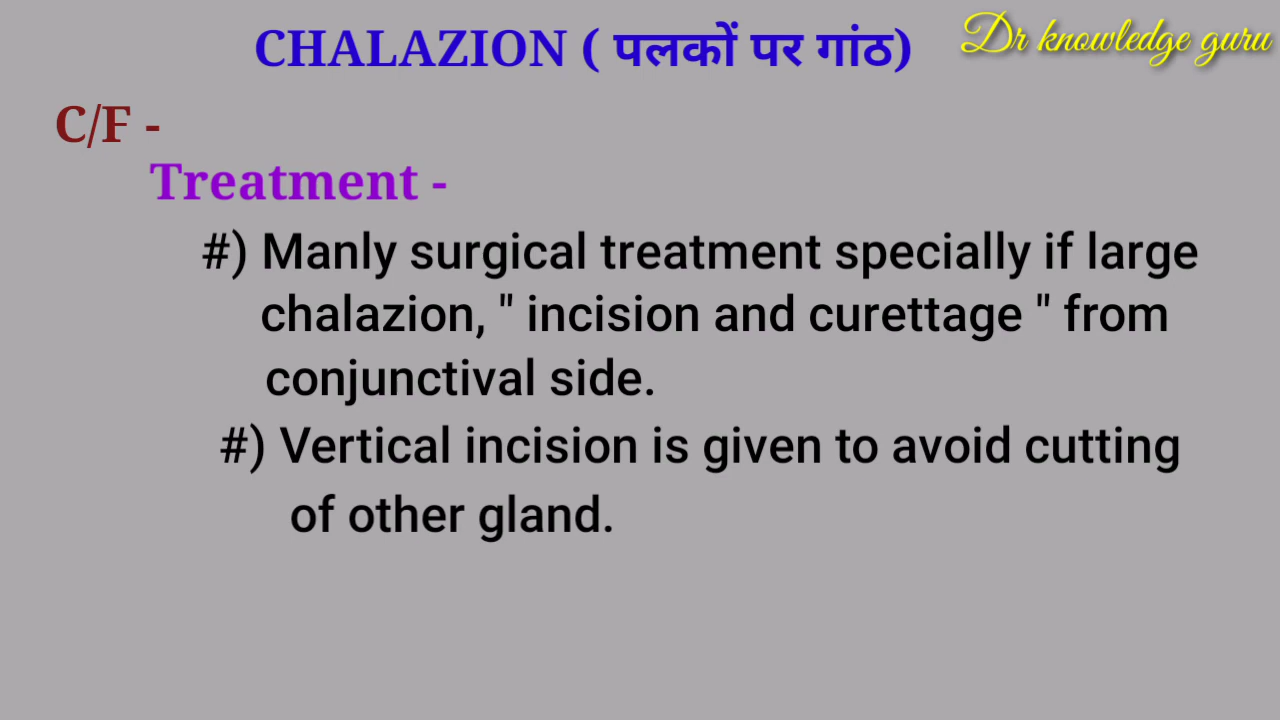 CHALAZION ( पलकों पर गांठ)
Dr knowledge guru
C/F -
Treatment -
#) Manly surgical treatment specially if large
chalazion, " incision and curettage " from
conjunctival side.
#) Vertical incision is given to avoid cutting
of other gland.